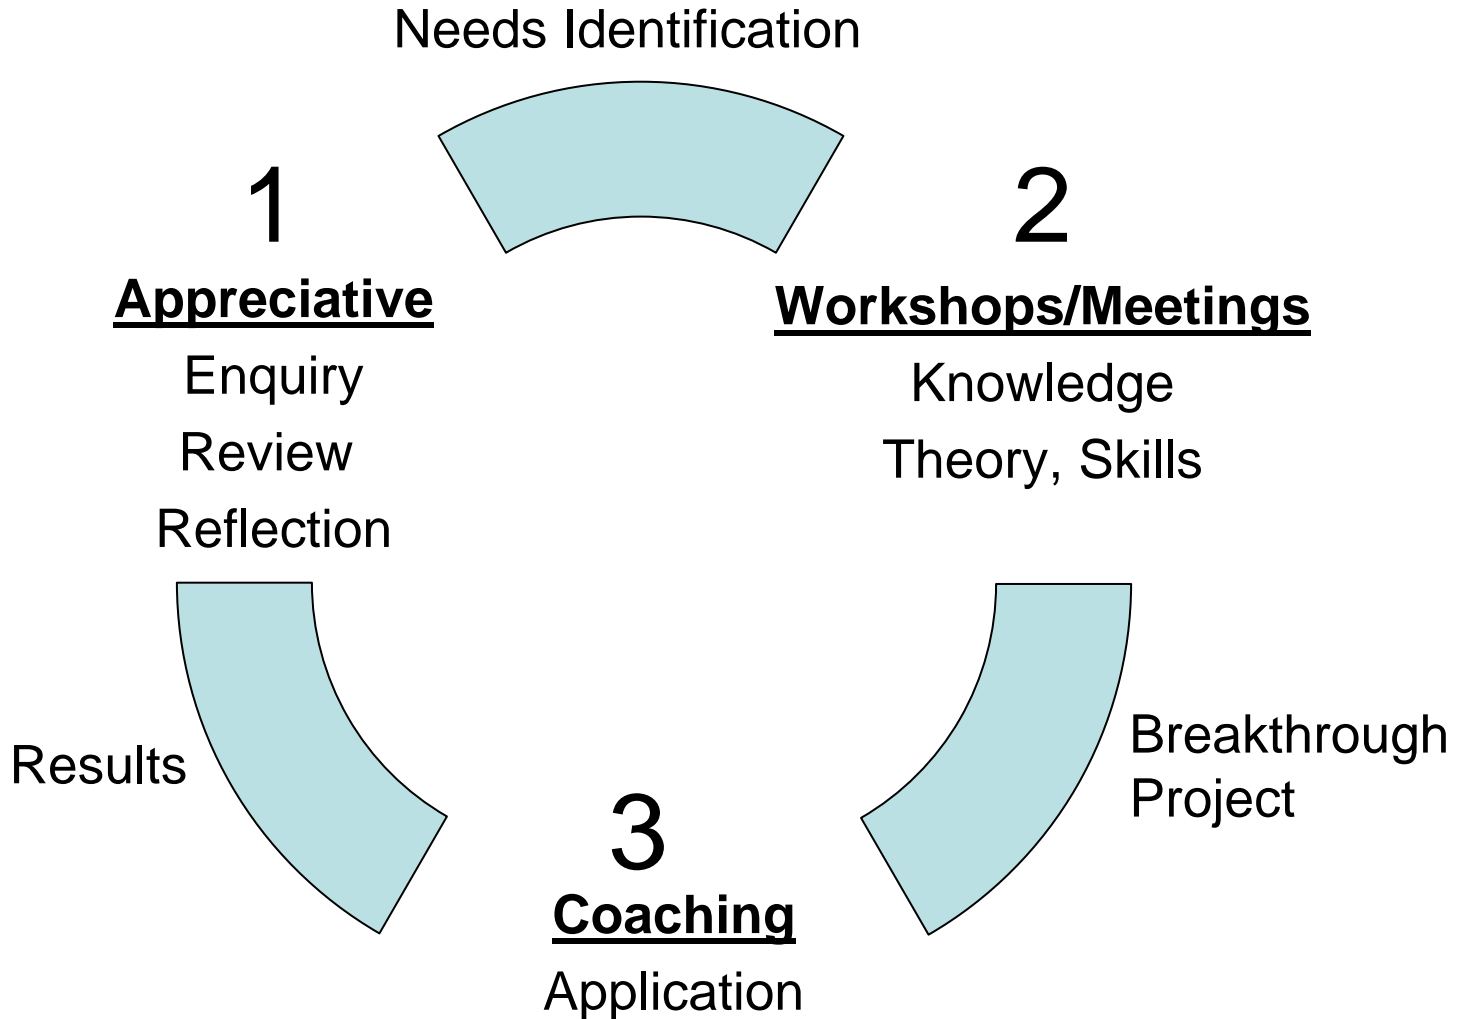 Needs Identification
1
Appreciative
Enquiry
Review
Reflection
2
Workshops/Meetings
Knowledge
Theory, Skills
Results
Breakthrough
Project
3
Coaching
Application